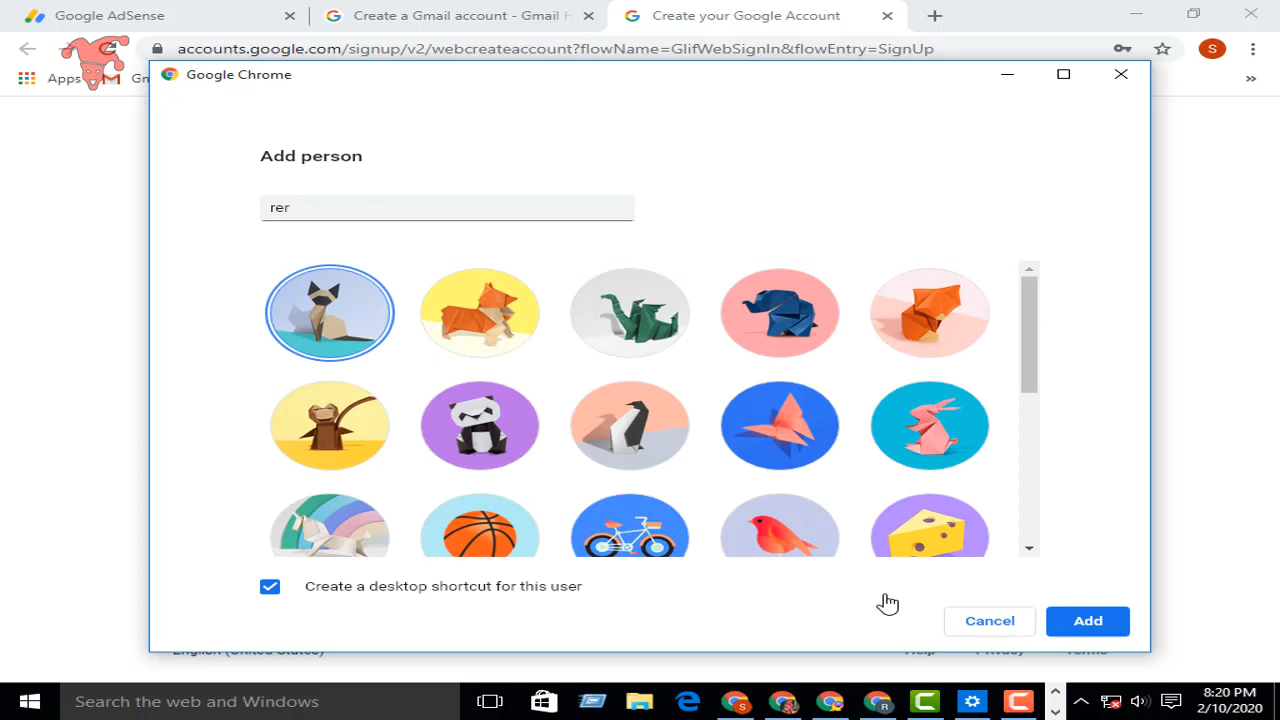 Google AdSense
Create a Gmail account - Gmail H
Create your Google Account
accounts.google.com/signup/v2/webcreateaccount?flowName=GlifWebSignIn&flowEntry=SignUp
S
Apps
Gm
»
Google Chrome
Add person
rer
Create a desktop shortcut for this user
Cancel
Add
English (United States)
Help
Privacy
Terms
Search the web and Windows
S
R
8:20 PM
2/10/2020